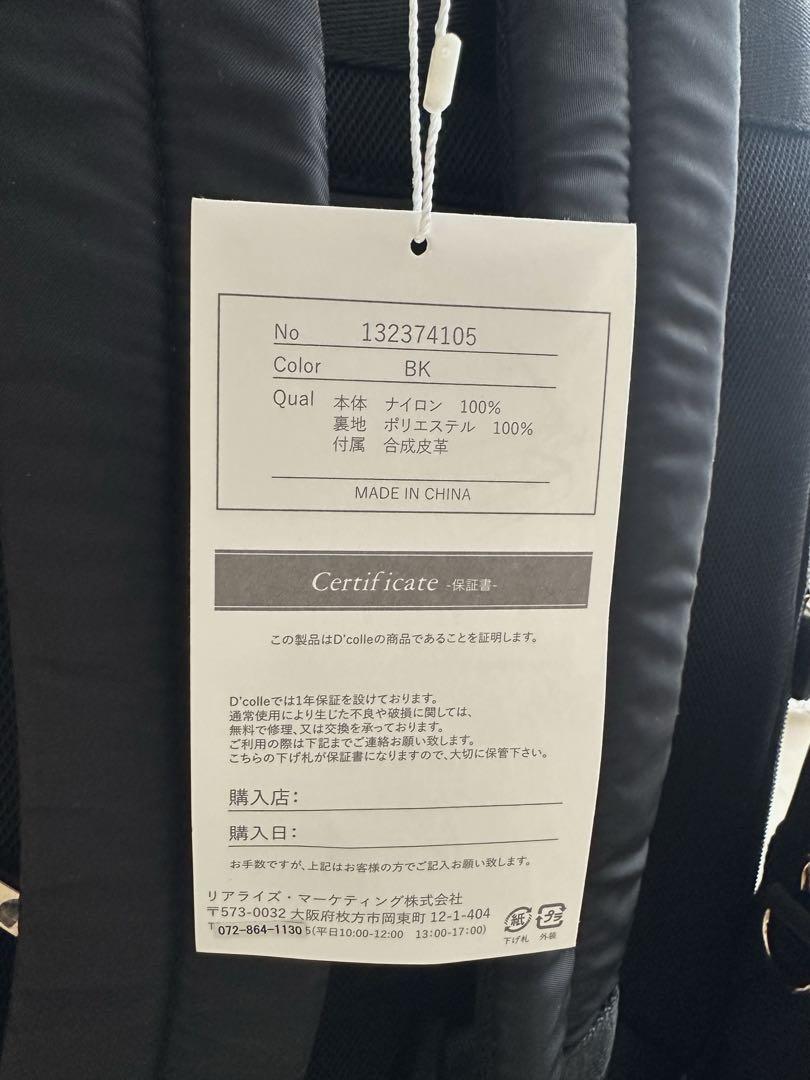 No 132374105
Color BK
Qual 本体 ナイロン 100%
裏地 ポリエステル 100%
付属 合成皮革
MADE IN CHINA
Certificate -保証書-
この製品はD'colleの商品であることを証明します。
D'colleでは1年保証を設けております。
通常使用により生じた不良や破損に関しては、
無料で修理、又は交換を承っております。
ご利用の際は下記までご連絡お願い致します。
こちらの下げ札が保証書になりますので、大切に保管下さい。
購入店:
購入日:
お手数ですが、上記はお客様の方でご記入お願い致します。
リアライズ・マーケティング株式会社
〒573-0032 大阪府枚方市岡東町 12-1-404
T 072-864-1130 5(平日10:00-12:00 13:00-17:00)
紙 プラ
下げ札 外装